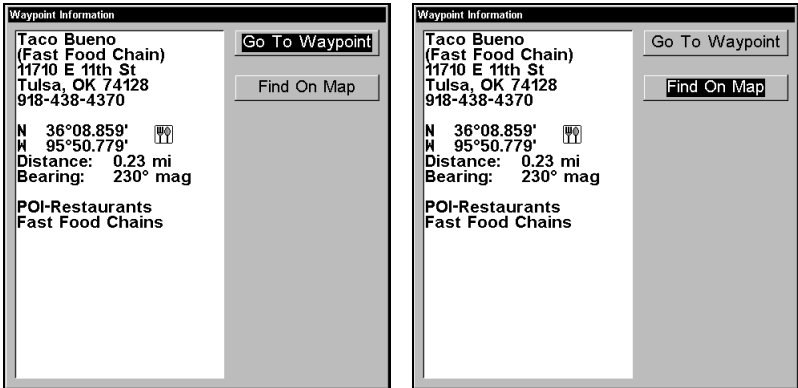 Waypoint Information
Taco Bueno
(Fast Food Chain)
11710 E 11th St
Tulsa, OK 74128
918-438-4370
N 36°08.859'
W 95°50.779'
Distance: 0.23 mi
Bearing: 230° mag
POI-Restaurants
Fast Food Chains
Go To Waypoint
Find On Map
Waypoint Information
Taco Bueno
(Fast Food Chain)
11710 E 11th St
Tulsa, OK 74128
918-438-4370
N 36°08.859'
W 95°50.779'
Distance: 0.23 mi
Bearing: 230° mag
POI-Restaurants
Fast Food Chains
Go To Waypoint
Find On Map